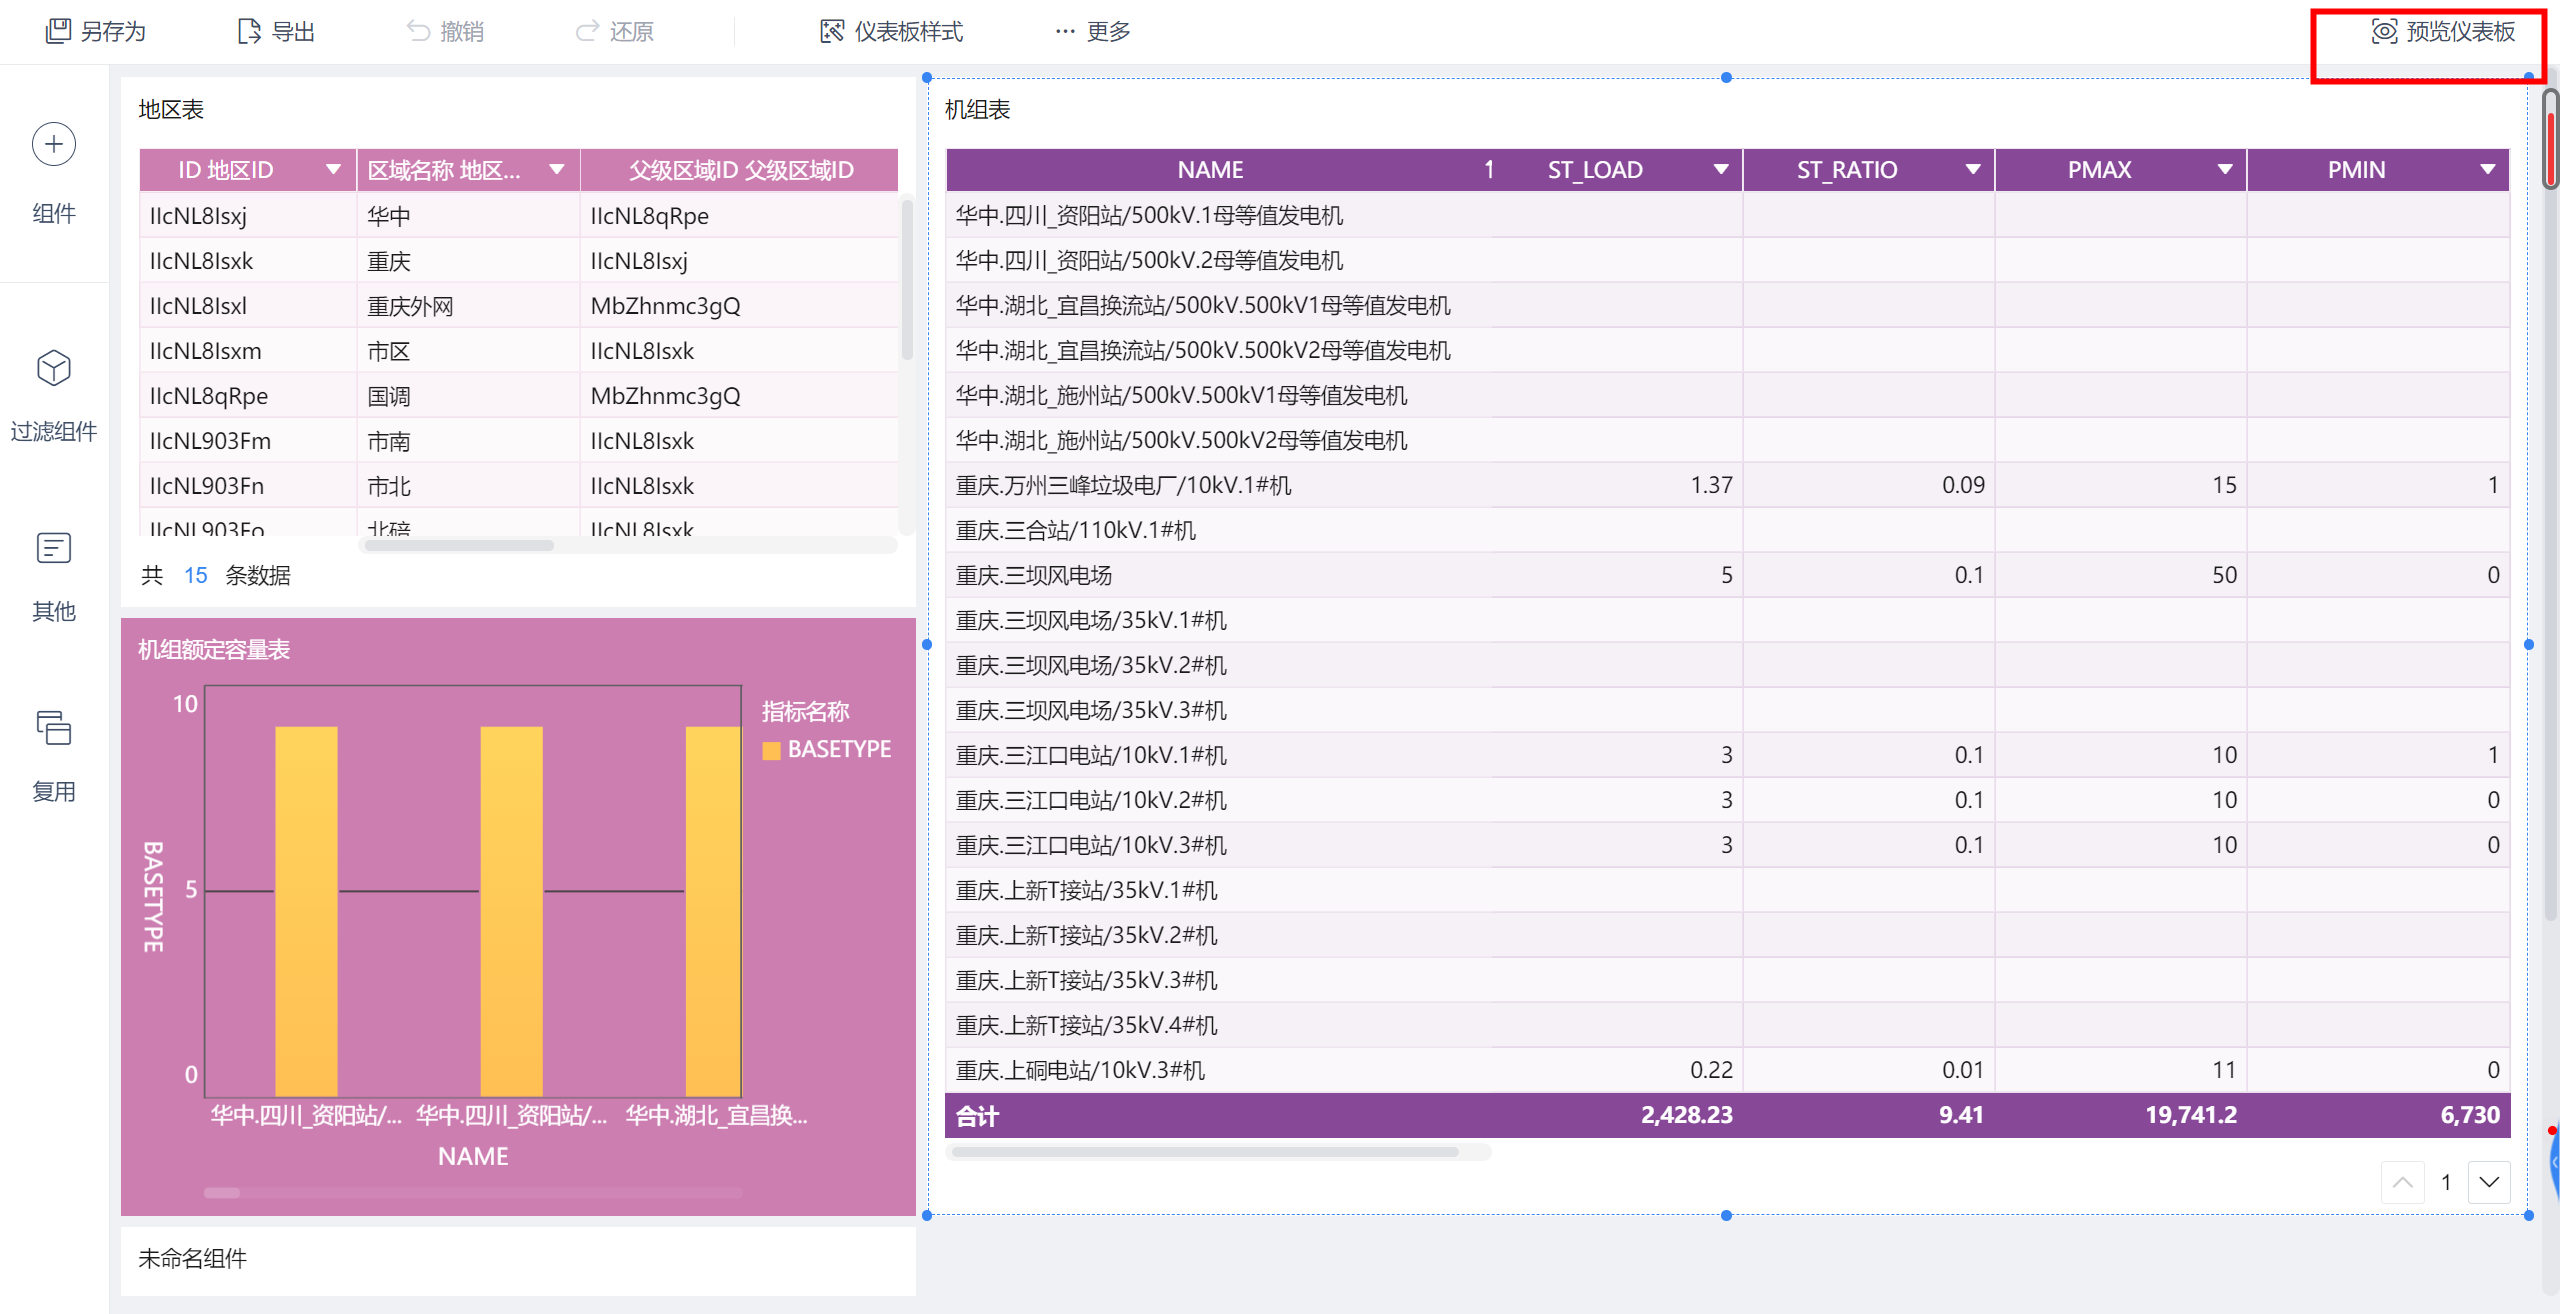 另存为 导出 撤销 还原 仪表板样式 ··· 更多 预览仪表板
组件
过滤组件
其他
复用
地区表
ID 地区ID 区域名称 地区... 父级区域ID 父级区域ID
IIcNL8Isxj 华中 IIcNL8qRpe
IIcNL8Isxk 重庆 IIcNL8Isxj
IIcNL8Isxl 重庆外网 MbZhnmc3gQ
IIcNL8Isxm 市区 IIcNL8Isxk
IIcNL8qRpe 国调 MbZhnmc3gQ
IIcNL903Fm 市南 IIcNL8Isxk
IIcNL903Fn 市北 IIcNL8Isxk
IIcNL903Fo 北碚 IIcNL8Isxk
共 15 条数据
机组额定容量表
10
5
0
BASETYPE
指标名称
BASETYPE
华中.四川_资阳站/... 华中.四川_资阳站/... 华中.湖北_宜昌换...
NAME
未命名组件
机组表
NAME 1 ST_LOAD ST_RATIO PMAX PMIN
华中.四川_资阳站/500kV.1母等值发电机
华中.四川_资阳站/500kV.2母等值发电机
华中.湖北_宜昌换流站/500kV.500kV1母等值发电机
华中.湖北_宜昌换流站/500kV.500kV2母等值发电机
华中.湖北_施州站/500kV.500kV1母等值发电机
华中.湖北_施州站/500kV.500kV2母等值发电机
重庆.万州三峰垃圾电厂/10kV.1#机 1.37 0.09 15 1
重庆.三合站/110kV.1#机
重庆.三坝风电场 5 0.1 50 0
重庆.三坝风电场/35kV.1#机
重庆.三坝风电场/35kV.2#机
重庆.三坝风电场/35kV.3#机
重庆.三江口电站/10kV.1#机 3 0.1 10 1
重庆.三江口电站/10kV.2#机 3 0.1 10 0
重庆.三江口电站/10kV.3#机 3 0.1 10 0
重庆.上新T接站/35kV.1#机
重庆.上新T接站/35kV.2#机
重庆.上新T接站/35kV.3#机
重庆.上新T接站/35kV.4#机
重庆.上硐电站/10kV.3#机 0.22 0.01 11 0
合计 2,428.23 9.41 19,741.2 6,730
1